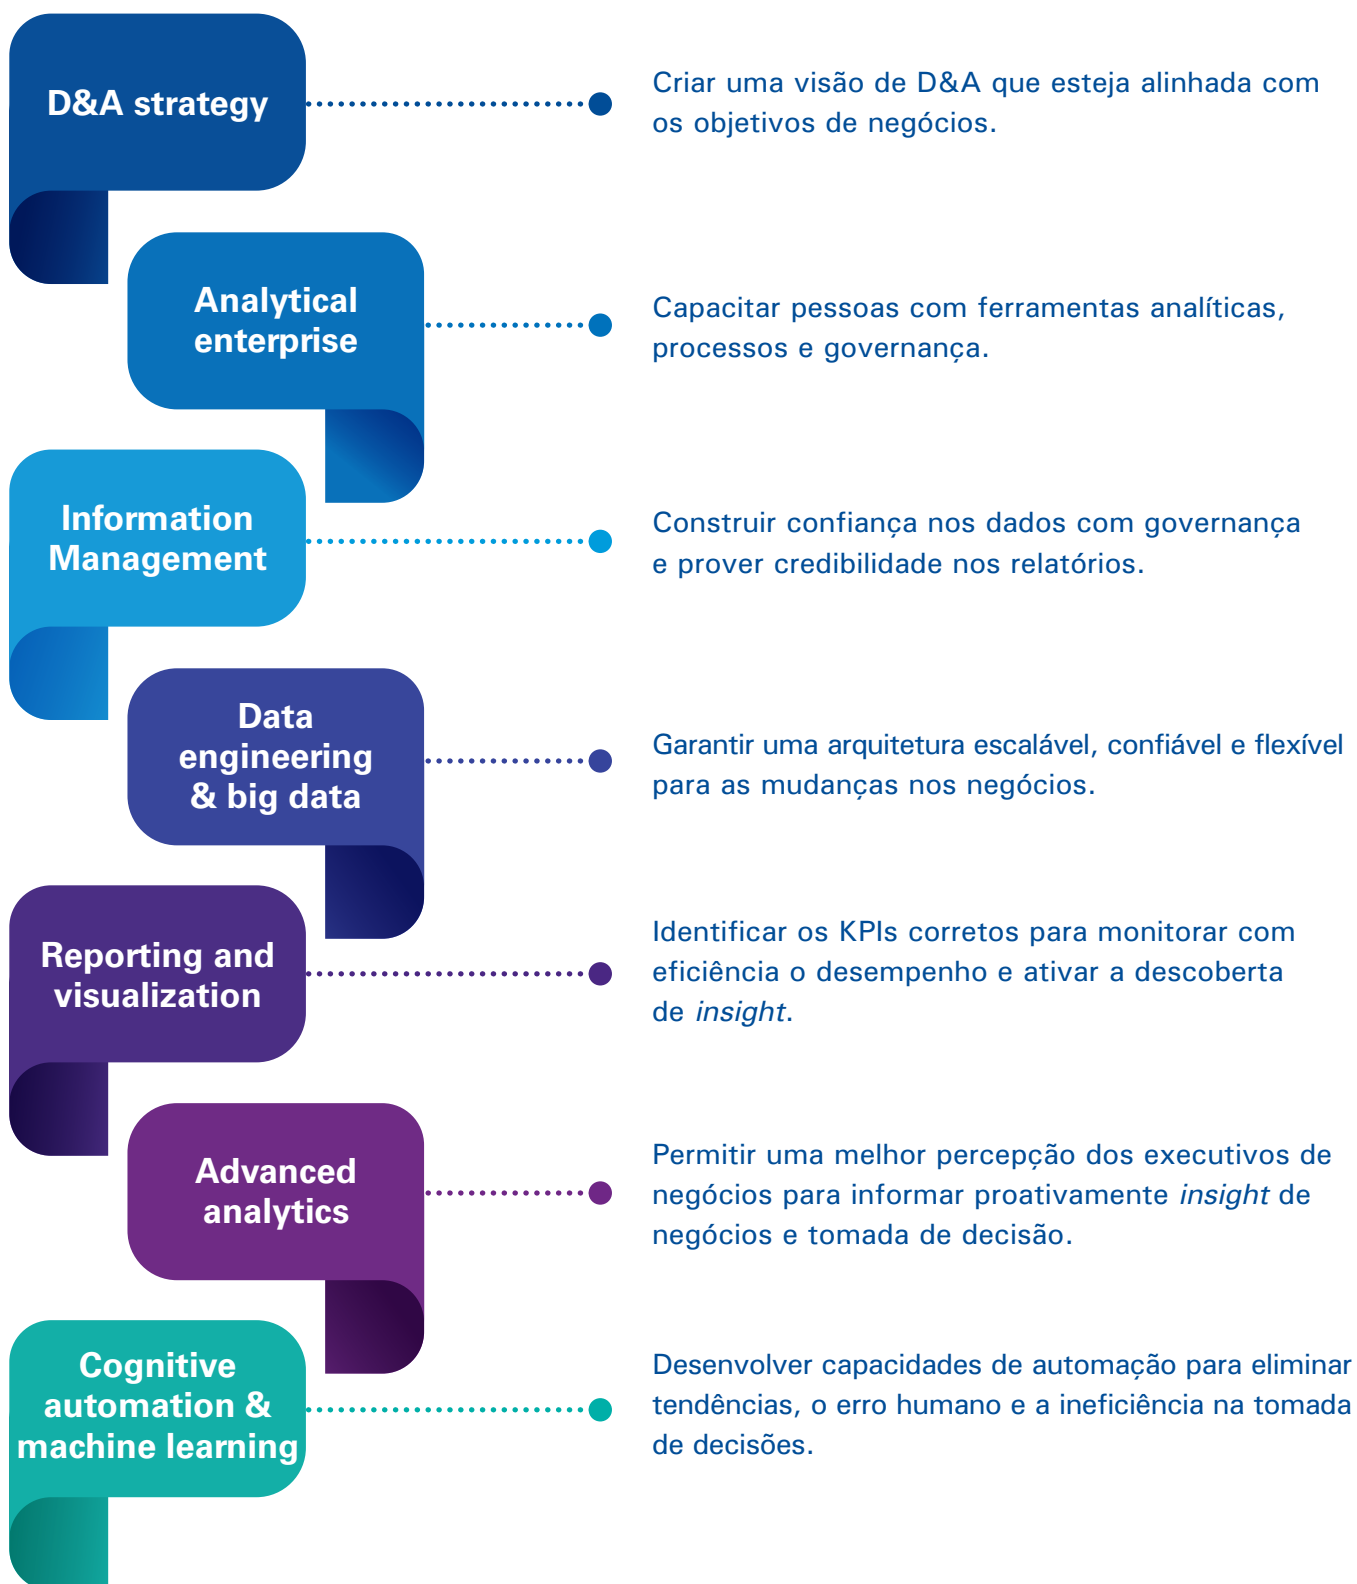 D&A strategy
Criar uma visão de D&A que esteja alinhada com
os objetivos de negócios.
Analytical
enterprise
Capacitar pessoas com ferramentas analíticas,
processos e governança.
Information
Management
Construir confiança nos dados com governança
e prover credibilidade nos relatórios.
Data
engineering
& big data
Garantir uma arquitetura escalável, confiável e flexível
para as mudanças nos negócios.
Reporting and
visualization
Identificar os KPIs corretos para monitorar com
eficiência o desempenho e ativar a descoberta
de insight.
Advanced
analytics
Permitir uma melhor percepção dos executivos de
negócios para informar proativamente insight de
negócios e tomada de decisão.
Cognitive
automation &
machine learning
Desenvolver capacidades de automação para eliminar
tendências, o erro humano e a ineficiência na tomada
de decisões.